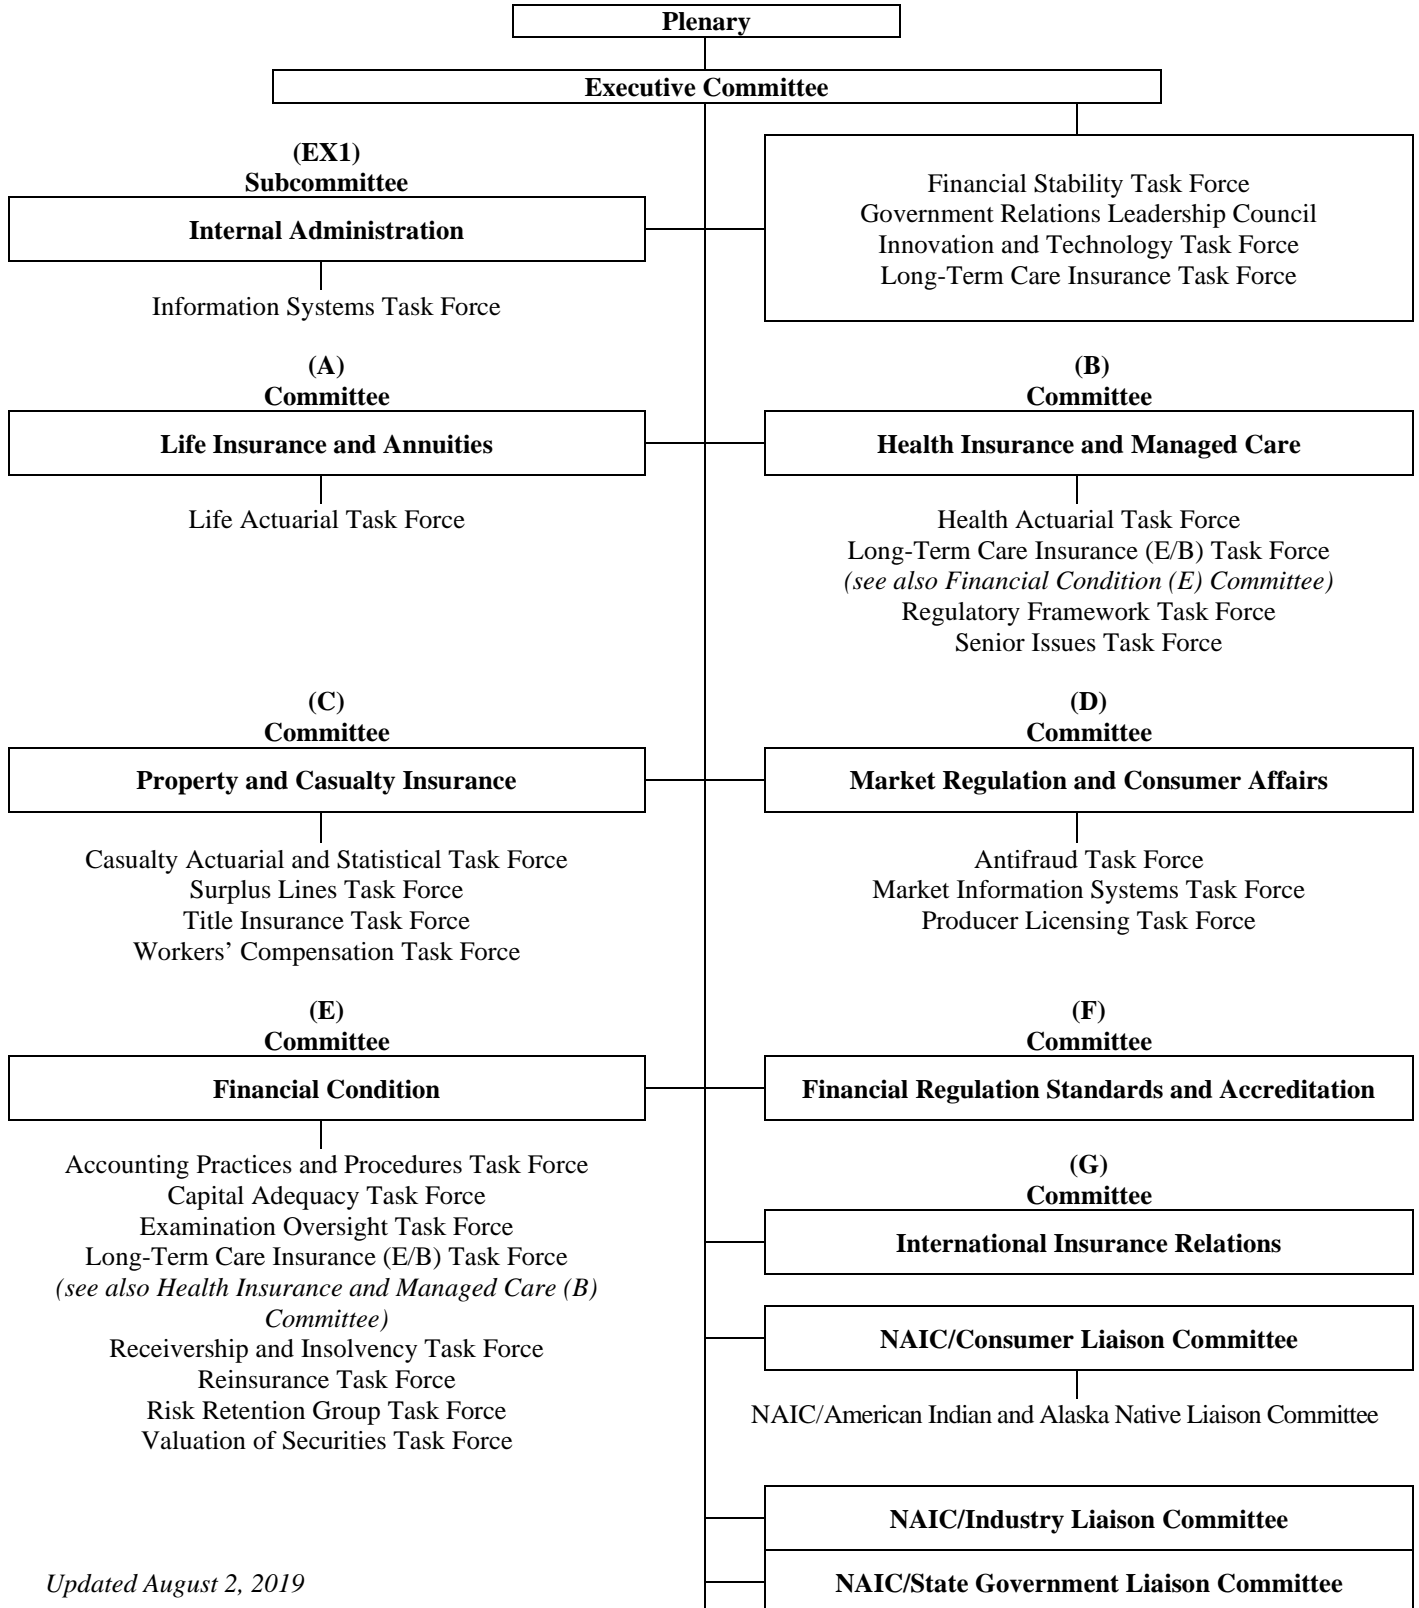 Plenary
Executive Committee
(EX1)
Subcommittee
Internal Administration
Information Systems Task Force
Financial Stability Task Force
Government Relations Leadership Council
Innovation and Technology Task Force
Long-Term Care Insurance Task Force
(A)
Committee
Life Insurance and Annuities
Life Actuarial Task Force
(B)
Committee
Health Insurance and Managed Care
Health Actuarial Task Force
Long-Term Care Insurance (E/B) Task Force
(see also Financial Condition (E) Committee)
Regulatory Framework Task Force
Senior Issues Task Force
(C)
Committee
Property and Casualty Insurance
Casualty Actuarial and Statistical Task Force
Surplus Lines Task Force
Title Insurance Task Force
Workers’ Compensation Task Force
(D)
Committee
Market Regulation and Consumer Affairs
Antifraud Task Force
Market Information Systems Task Force
Producer Licensing Task Force
(E)
Committee
Financial Condition
Accounting Practices and Procedures Task Force
Capital Adequacy Task Force
Examination Oversight Task Force
Long-Term Care Insurance (E/B) Task Force
(see also Health Insurance and Managed Care (B)
Committee)
Receivership and Insolvency Task Force
Reinsurance Task Force
Risk Retention Group Task Force
Valuation of Securities Task Force
(F)
Committee
Financial Regulation Standards and Accreditation
(G)
Committee
International Insurance Relations
NAIC/Consumer Liaison Committee
NAIC/American Indian and Alaska Native Liaison Committee
NAIC/Industry Liaison Committee
NAIC/State Government Liaison Committee
Updated August 2, 2019